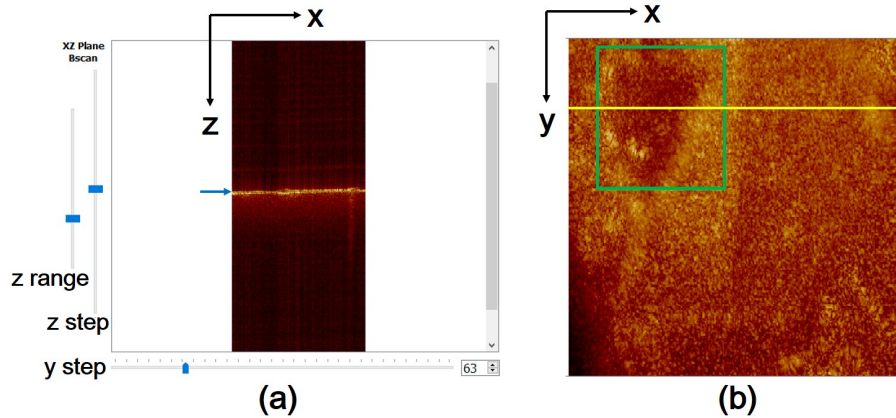 x
XZ Plane
Bscan
z
z range
z step
y step
63
(a)
x
y
(b)